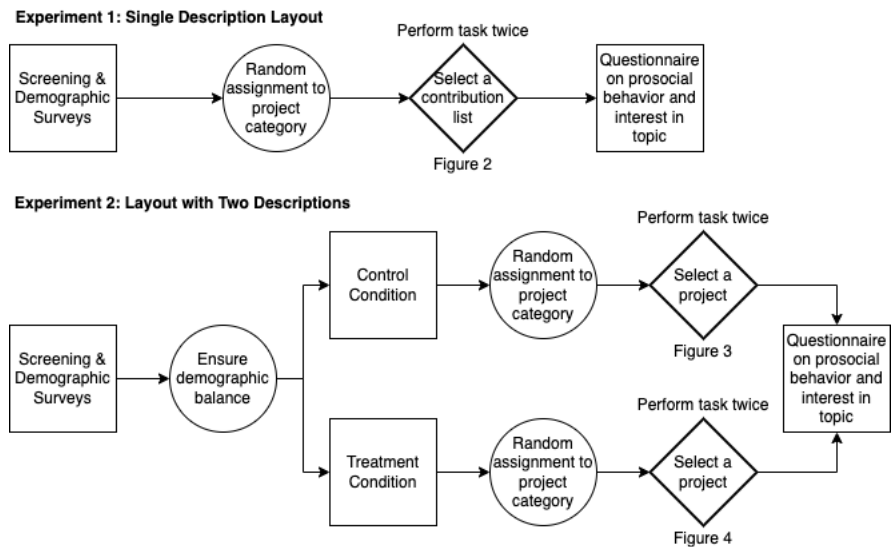 Experiment 1: Single Description Layout
Screening &
Demographic
Surveys
Random
assignment to
project
category
Perform task twice
Select a
contribution
list
Figure 2
Questionnaire
on prosocial
behavior and
interest in
topic
Experiment 2: Layout with Two Descriptions
Screening &
Demographic
Surveys
Ensure
demographic
balance
Control
Condition
Random
assignment to
project
category
Perform task twice
Select a
project
Figure 3
Treatment
Condition
Random
assignment to
project
category
Perform task twice
Select a
project
Figure 4
Questionnaire
on prosocial
behavior and
interest in
topic